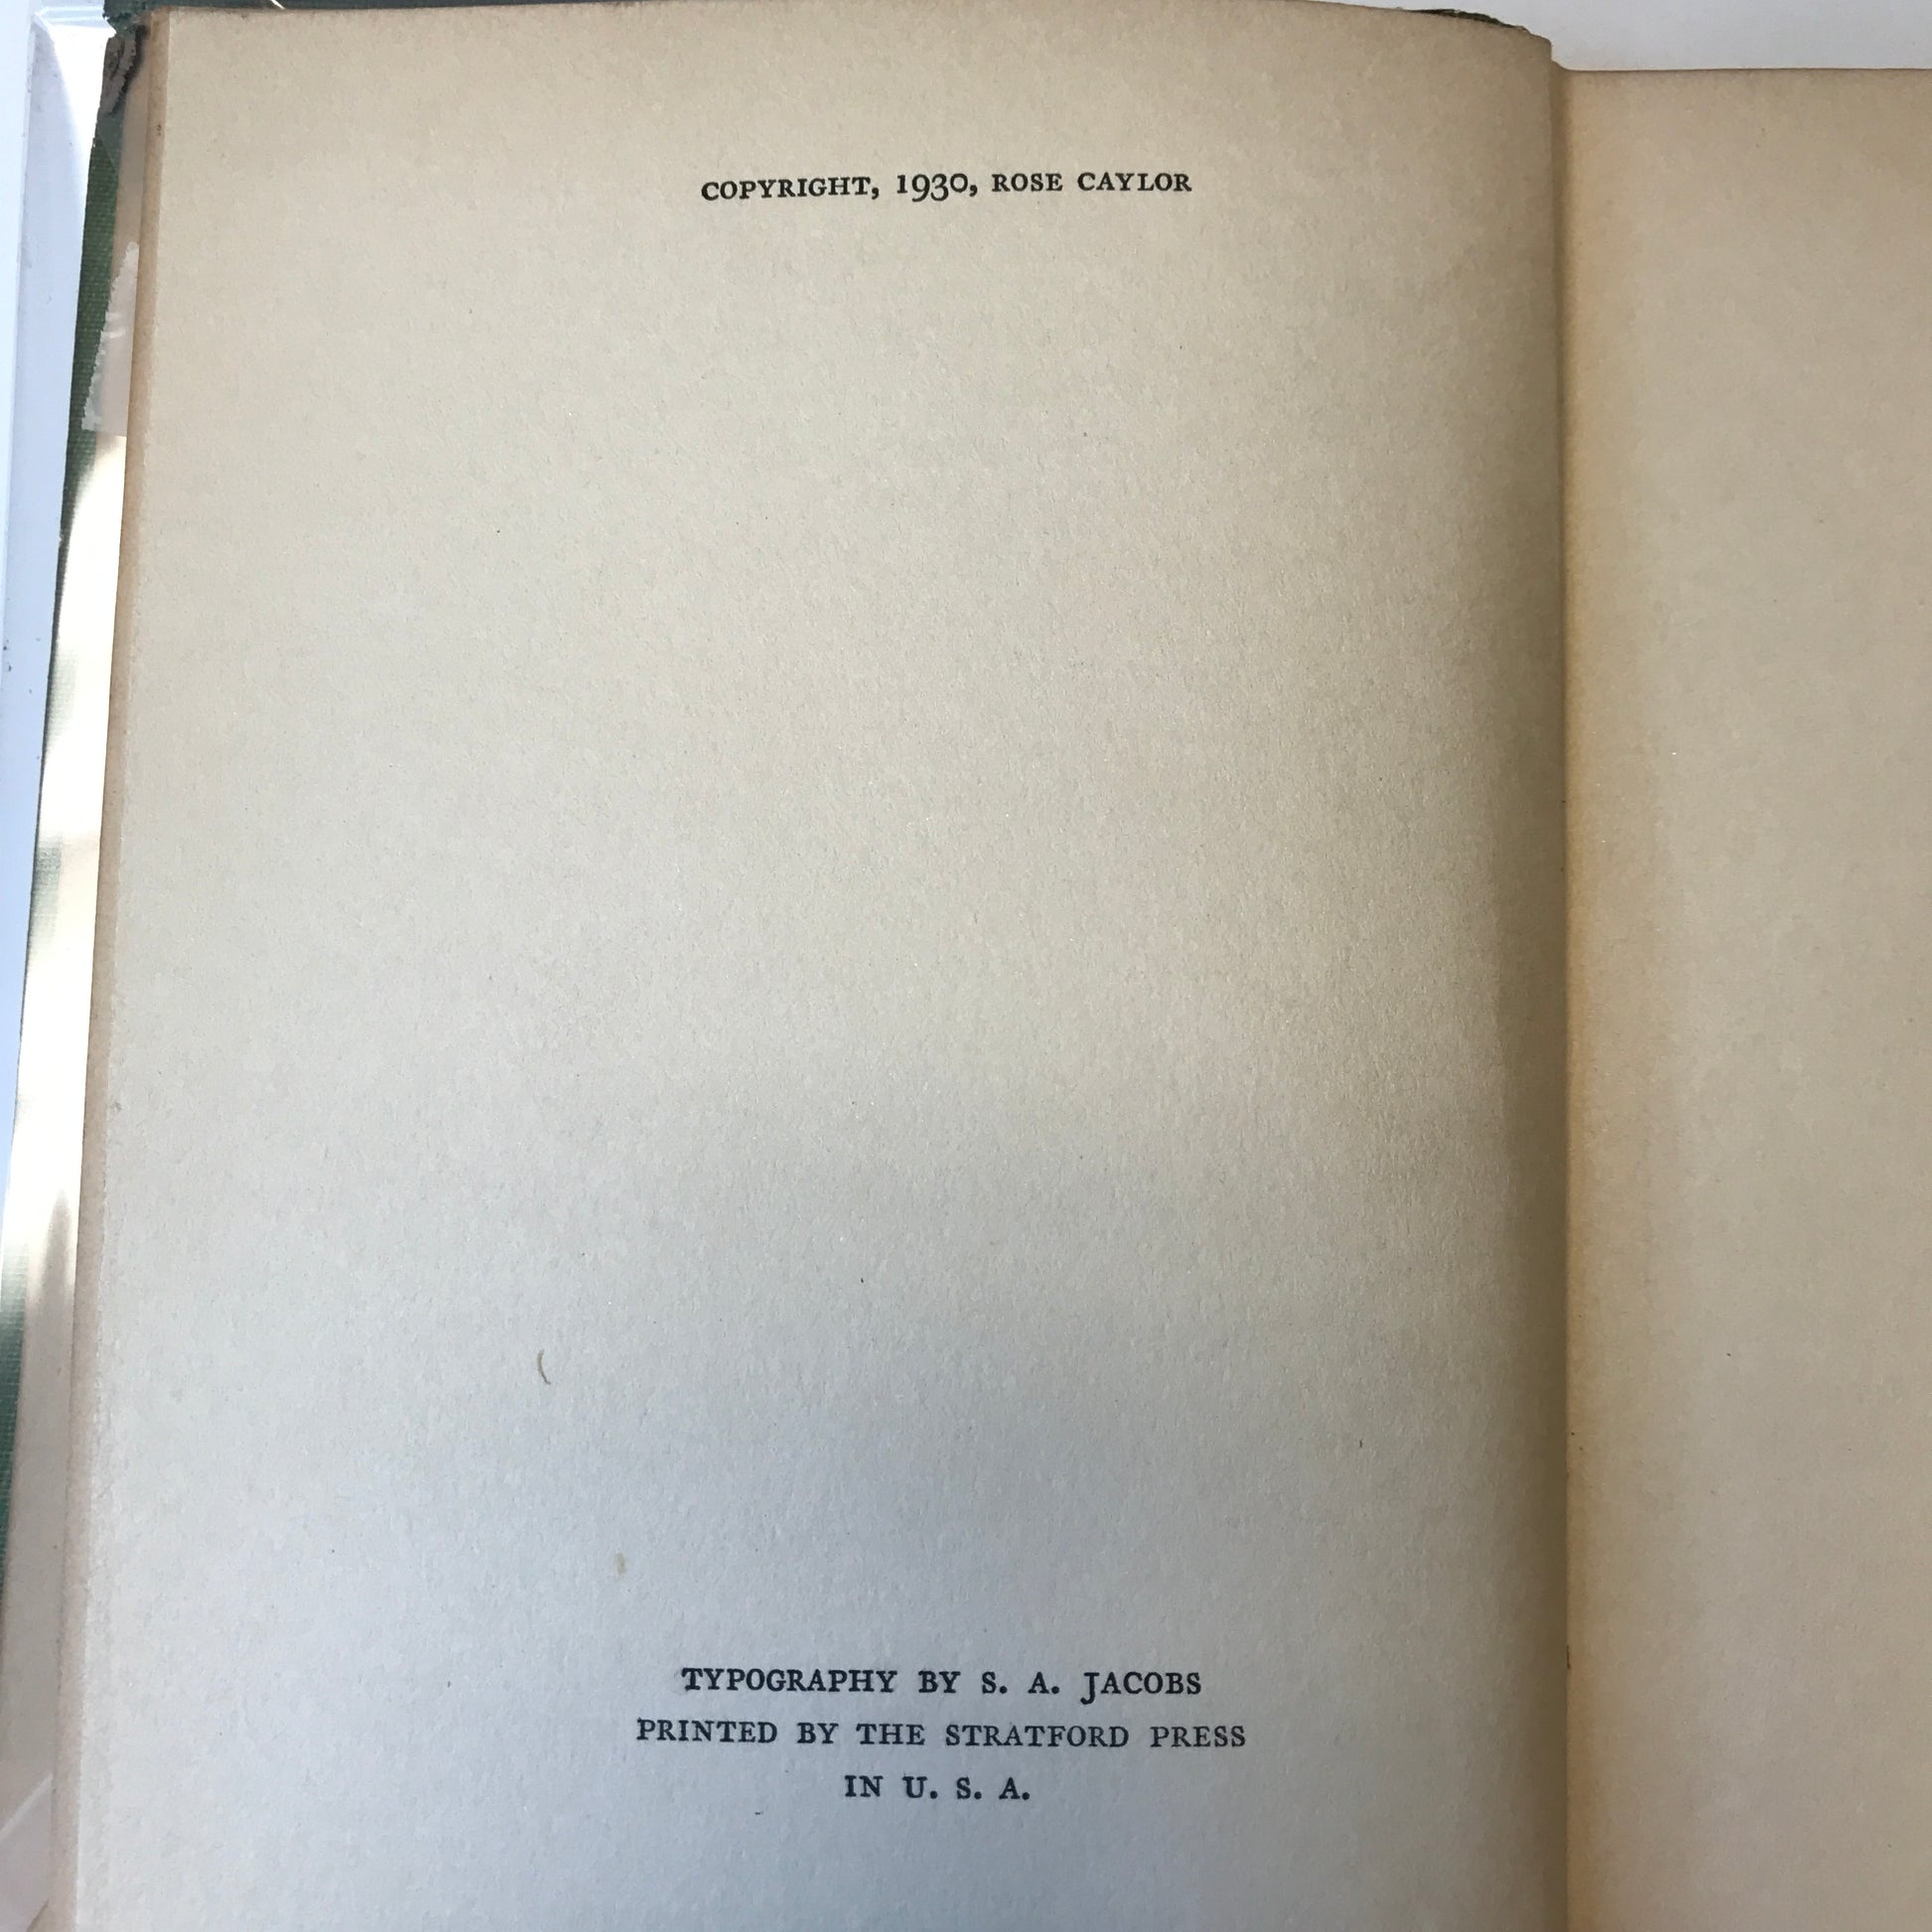 COPYRIGHT, 1930, ROSE CAYLOR
TYPOGRAPHY BY S. A. JACOBS
PRINTED BY THE STRATFORD PRESS
IN U. S. A.